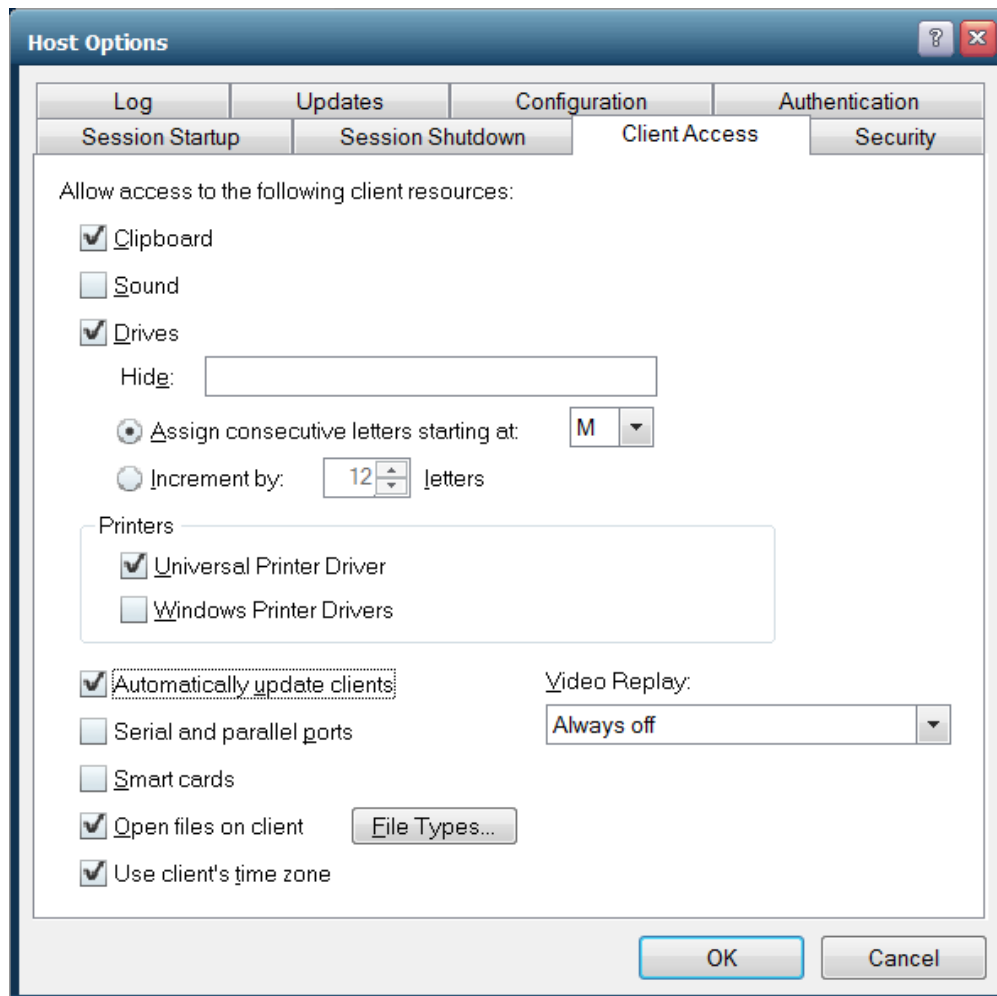 Host Options
Log Updates Configuration Authentication
Session Startup Session Shutdown Client Access Security
Allow access to the following client resources:
Clipboard
Sound
Drives
Hide:
Assign consecutive letters starting at: M
Increment by: 12 letters
Printers
Universal Printer Driver
Windows Printer Drivers
Automatically update clients Video Replay:
Serial and parallel ports Always off
Smart cards
Open files on client File Types...
Use client's time zone
OK Cancel